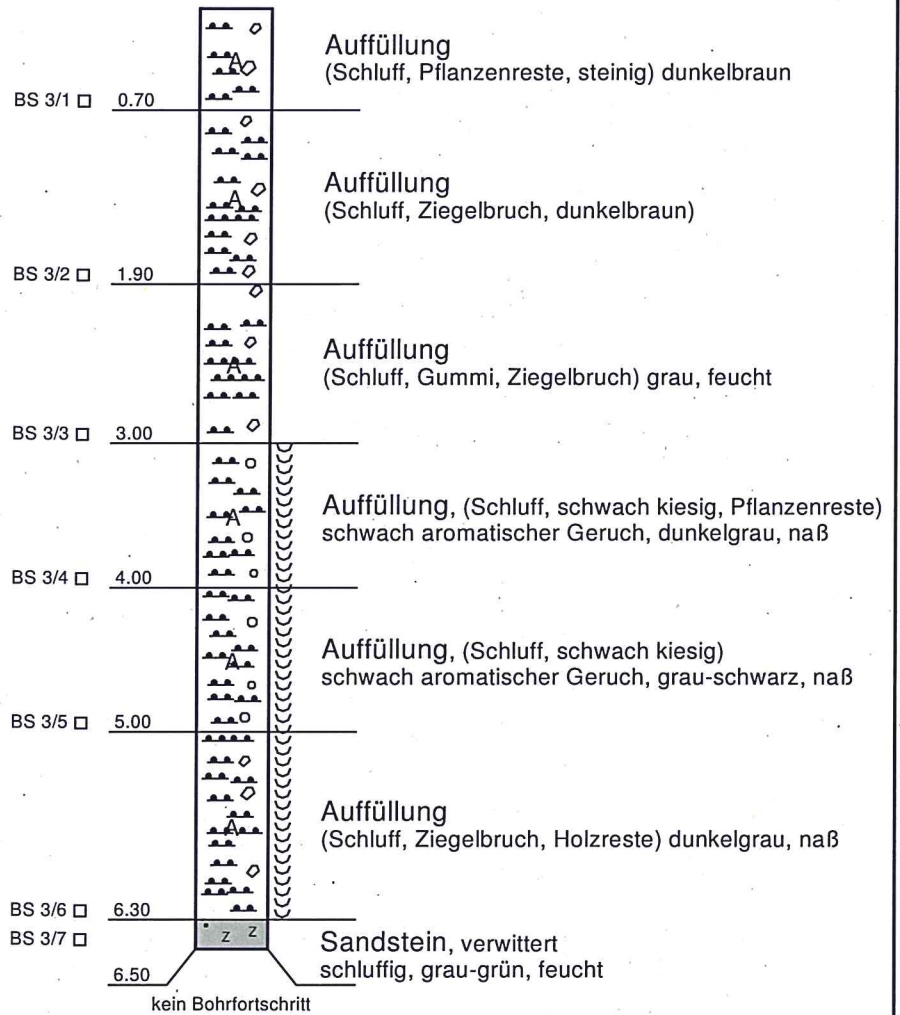 Auffüllung
(Schluff, Pflanzenreste, steinig) dunkelbraun
A
BS 3/1 0.70
Auffüllung
(Schluff, Ziegelbruch, dunkelbraun)
A
BS 3/2 1.90
Auffüllung
(Schluff, Gummi, Ziegelbruch) grau, feucht
A
BS 3/3 3.00
Auffüllung, (Schluff, schwach kiesig, Pflanzenreste)
schwach aromatischer Geruch, dunkelgrau, naß
A
BS 3/4 4.00
Auffüllung, (Schluff, schwach kiesig)
schwach aromatischer Geruch, grau-schwarz, naß
A
BS 3/5 5.00
Auffüllung
(Schluff, Ziegelbruch, Holzreste) dunkelgrau, naß
A
BS 3/6 6.30
BS 3/7 z z Sandstein, verwittert
schluffig, grau-grün, feucht
6.50
kein Bohrfortschritt